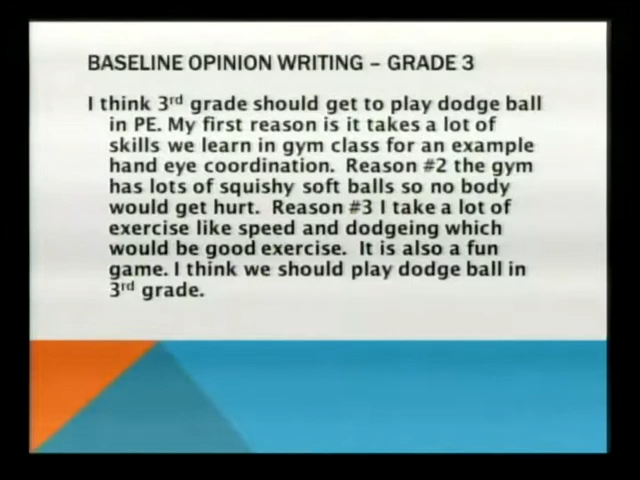 BASELINE OPINION WRITING – GRADE 3
I think 3rd grade should get to play dodge ball
in PE. My first reason is it takes a lot of
skills we learn in gym class for an example
hand eye coordination.  Reason #2 the gym
has lots of squishy soft balls so no body
would get hurt.  Reason #3 I take a lot of
exercise like speed and dodgeing which
would be good exercise.  It is also a fun
game. I think we should play dodge ball in
3rd grade.